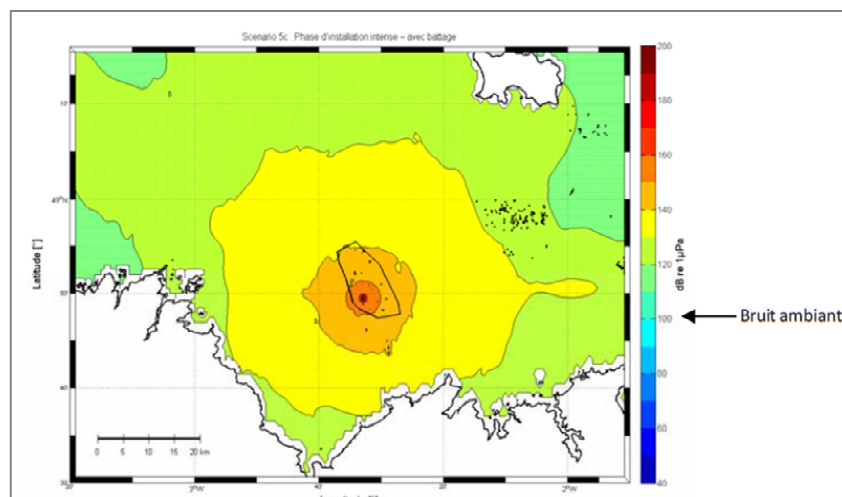 Scenario 5c : Phase d'installation intense – avec battage
Latitude [°]
10'
49°N
50'
40'
30'
20'
3°W
40'
20'
2°W
0 5 10 15 20 km
200
180
160
140
120
100
80
60
40
dB re 1µPa
Bruit ambiant